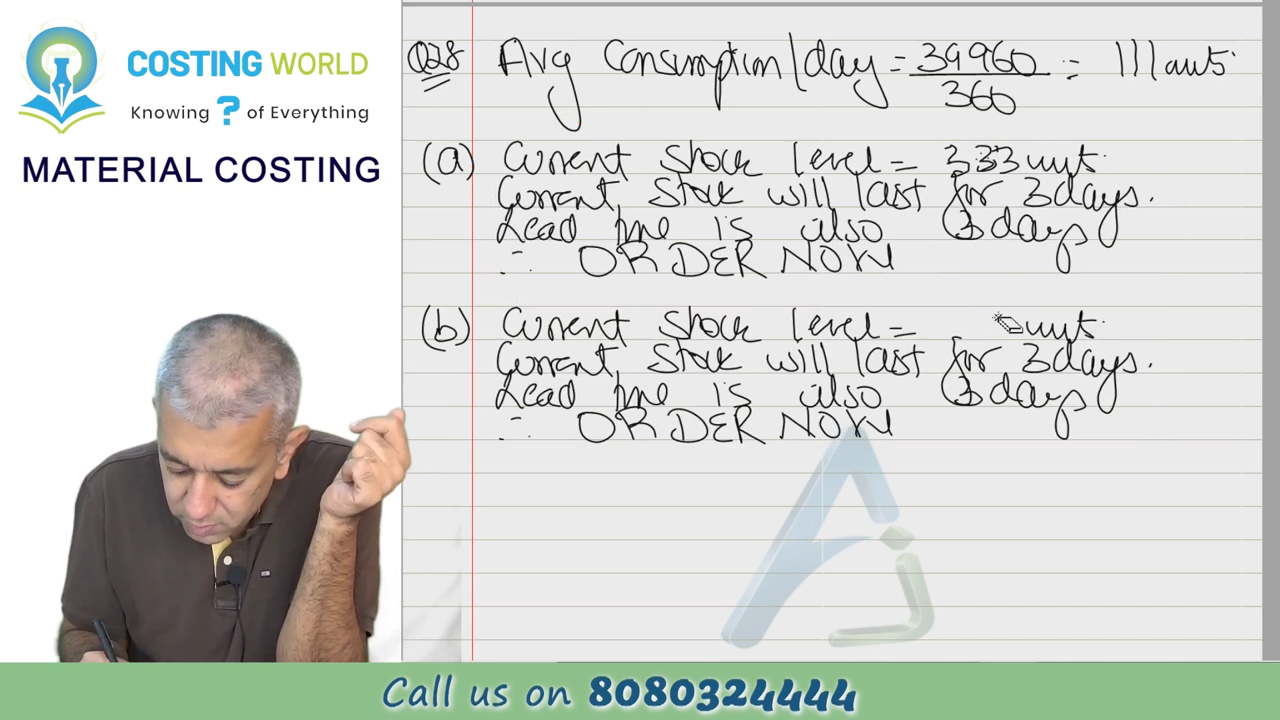 COSTING WORLD
Knowing ? of Everything
MATERIAL COSTING
Q28 Avg Consumption/day = 39960 / 360 = 111 units.
(a) Current stock level = 333 unit.
Current stock will last for 3 days.
Lead time is also 3 days
∴ ORDER NOW
(b) Current stock level = unit.
Current stock will last for 3 days.
Lead time is also 3 days
∴ ORDER NOW
Call us on 8080324444